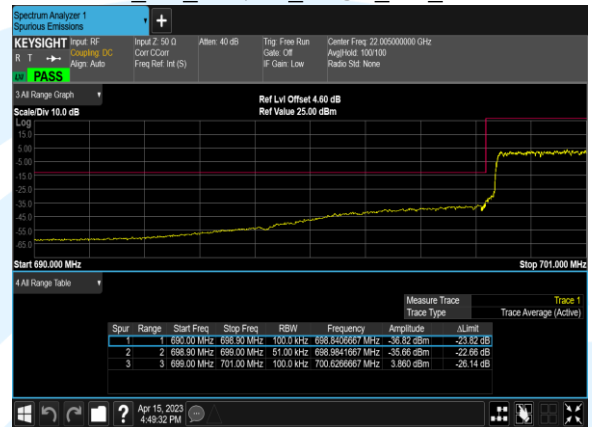 Spectrum Analyzer 1
Spurious Emissions
KEYSIGHT Input: RF Input Z: 50 Ω Atten: 40 dB Trig: Free Run Center Freq: 22.005000000 GHz
R T Coupling: DC Corr CCorr Gate: Off Avg|Hold: 100/100
Align: Auto Freq Ref: Int (S) IF Gain: Low Radio Std: None
LV PASS
3 All Range Graph
Ref Lvl Offset 4.60 dB
Scale/Div 10.0 dB Ref Value 25.00 dBm
Log
15.0
5.00
-5.00
-15.0
-25.0
-35.0
-45.0
-55.0
-65.0
Start 690.000 MHz Stop 701.000 MHz
4 All Range Table
Measure Trace Trace 1
Trace Type Trace Average (Active)
Spur Range Start Freq Stop Freq RBW Frequency Amplitude ΔLimit
1 1 690.00 MHz 698.90 MHz 100.0 kHz 698.8406667 MHz -36.82 dBm -23.82 dB
2 2 698.90 MHz 699.00 MHz 51.00 kHz 698.9841667 MHz -35.66 dBm -22.66 dB
3 3 699.00 MHz 701.00 MHz 100.0 kHz 700.6266667 MHz 3.860 dBm -26.14 dB
Apr 15, 2023
4:49:32 PM